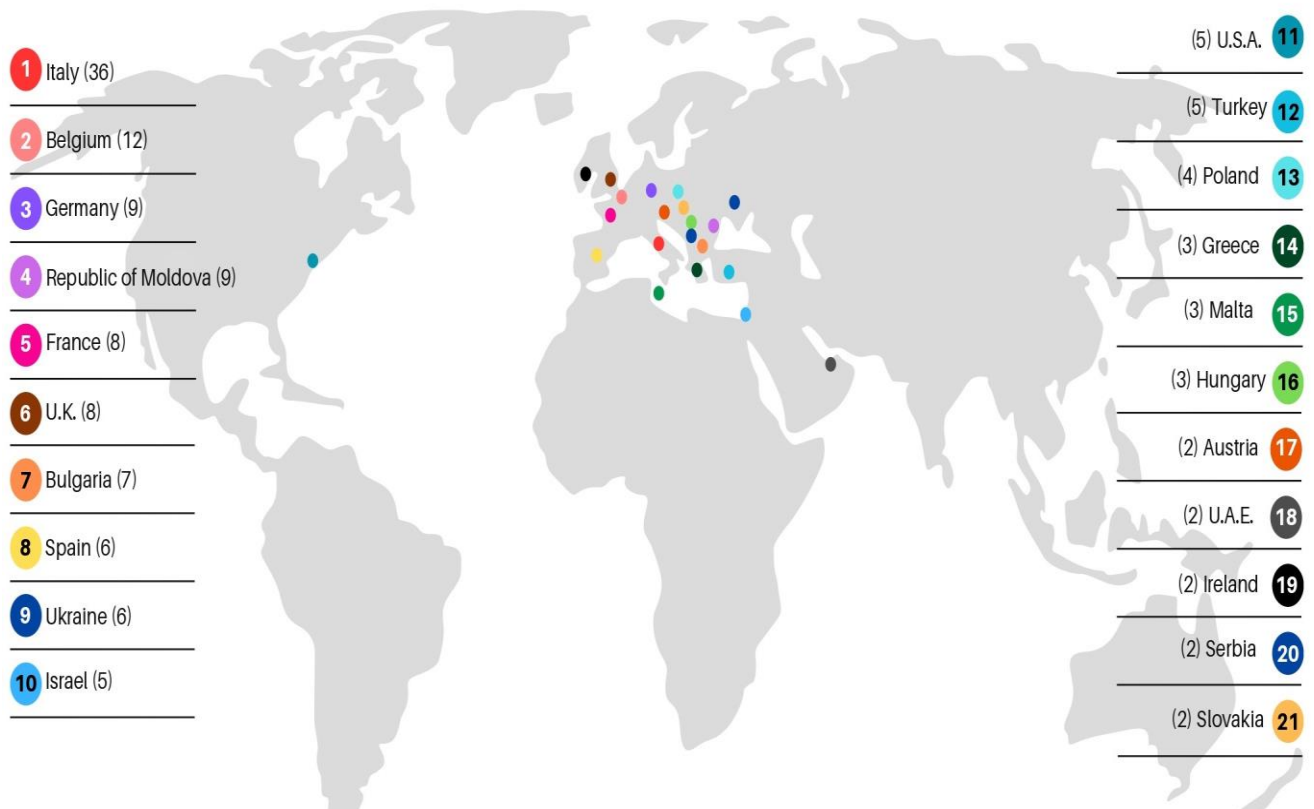 1 Italy (36)
2 Belgium (12)
3 Germany (9)
4 Republic of Moldova (9)
5 France (8)
6 U.K. (8)
7 Bulgaria (7)
8 Spain (6)
9 Ukraine (6)
10 Israel (5)
(5) U.S.A. 11
(5) Turkey 12
(4) Poland 13
(3) Greece 14
(3) Malta 15
(3) Hungary 16
(2) Austria 17
(2) U.A.E. 18
(2) Ireland 19
(2) Serbia 20
(2) Slovakia 21